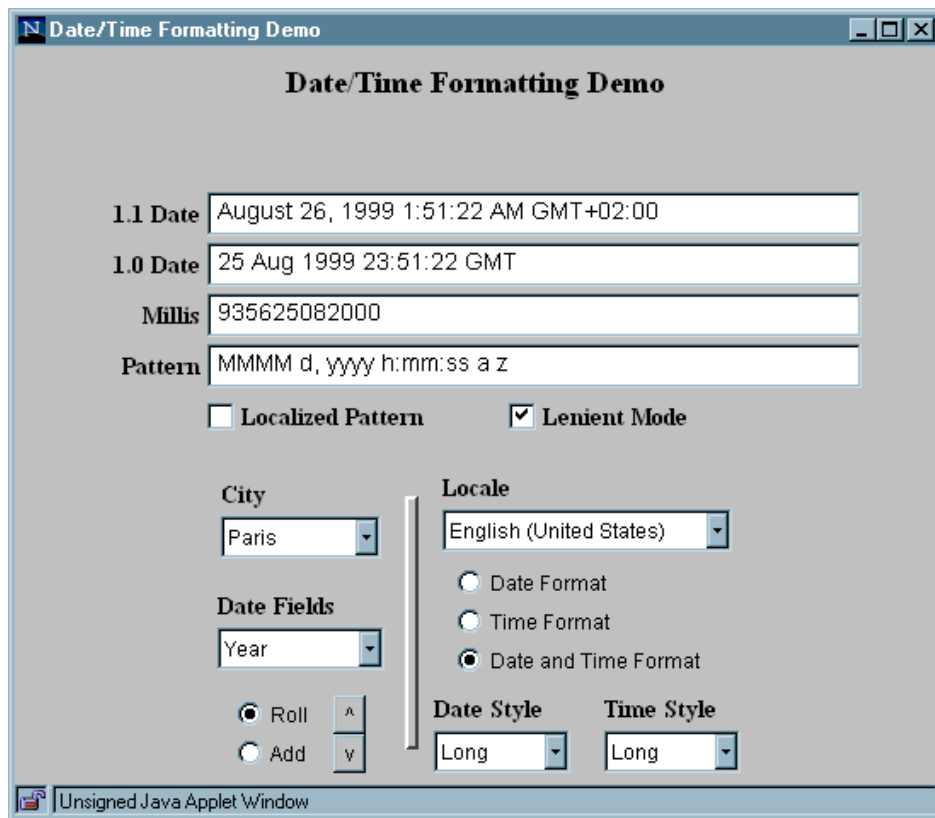 N Date/Time Formatting Demo
Date/Time Formatting Demo
1.1 Date August 26, 1999 1:51:22 AM GMT+02:00
1.0 Date 25 Aug 1999 23:51:22 GMT
Millis 935625082000
Pattern MMMM d, yyyy h:mm:ss a z
Localized Pattern Lenient Mode
City
Paris
Date Fields
Year
Roll ^
Add v
Locale
English (United States)
Date Format
Time Format
Date and Time Format
Date Style Time Style
Long Long
Unsigned Java Applet Window